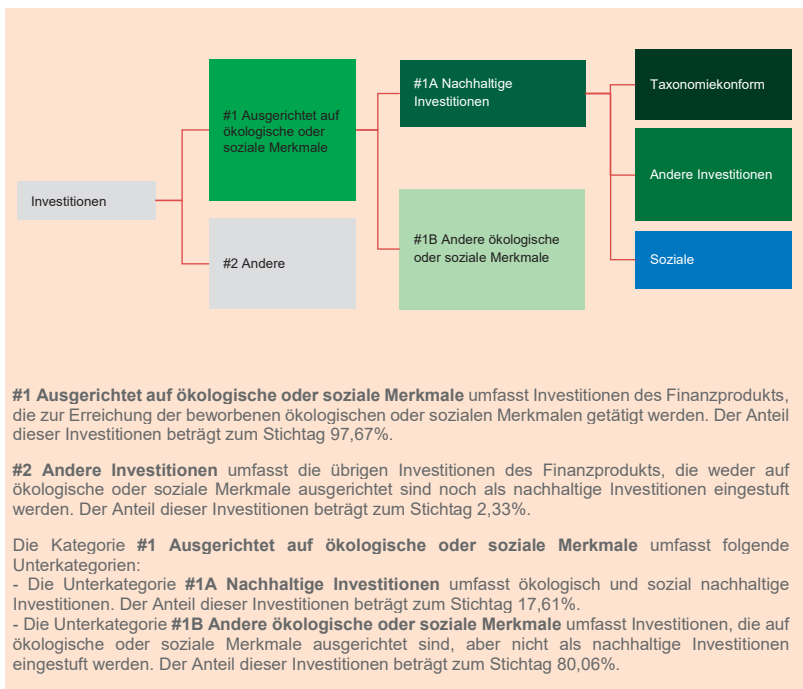 Investitionen
#1 Ausgerichtet auf
ökologische oder
soziale Merkmale
#2 Andere
#1A Nachhaltige
Investitionen
#1B Andere ökologische
oder soziale Merkmale
Taxonomiekonform
Andere Investitionen
Soziale
#1 Ausgerichtet auf ökologische oder soziale Merkmale umfasst Investitionen des Finanzprodukts,
die zur Erreichung der beworbenen ökologischen oder sozialen Merkmalen getätigt werden. Der Anteil
dieser Investitionen beträgt zum Stichtag 97,67%.
#2 Andere Investitionen umfasst die übrigen Investitionen des Finanzprodukts, die weder auf
ökologische oder soziale Merkmale ausgerichtet sind noch als nachhaltige Investitionen eingestuft
werden. Der Anteil dieser Investitionen beträgt zum Stichtag 2,33%.
Die Kategorie #1 Ausgerichtet auf ökologische oder soziale Merkmale umfasst folgende
Unterkategorien:
- Die Unterkategorie #1A Nachhaltige Investitionen umfasst ökologisch und sozial nachhaltige
Investitionen. Der Anteil dieser Investitionen beträgt zum Stichtag 17,61%.
- Die Unterkategorie #1B Andere ökologische oder soziale Merkmale umfasst Investitionen, die auf
ökologische oder soziale Merkmale ausgerichtet sind, aber nicht als nachhaltige Investitionen
eingestuft werden. Der Anteil dieser Investitionen beträgt zum Stichtag 80,06%.